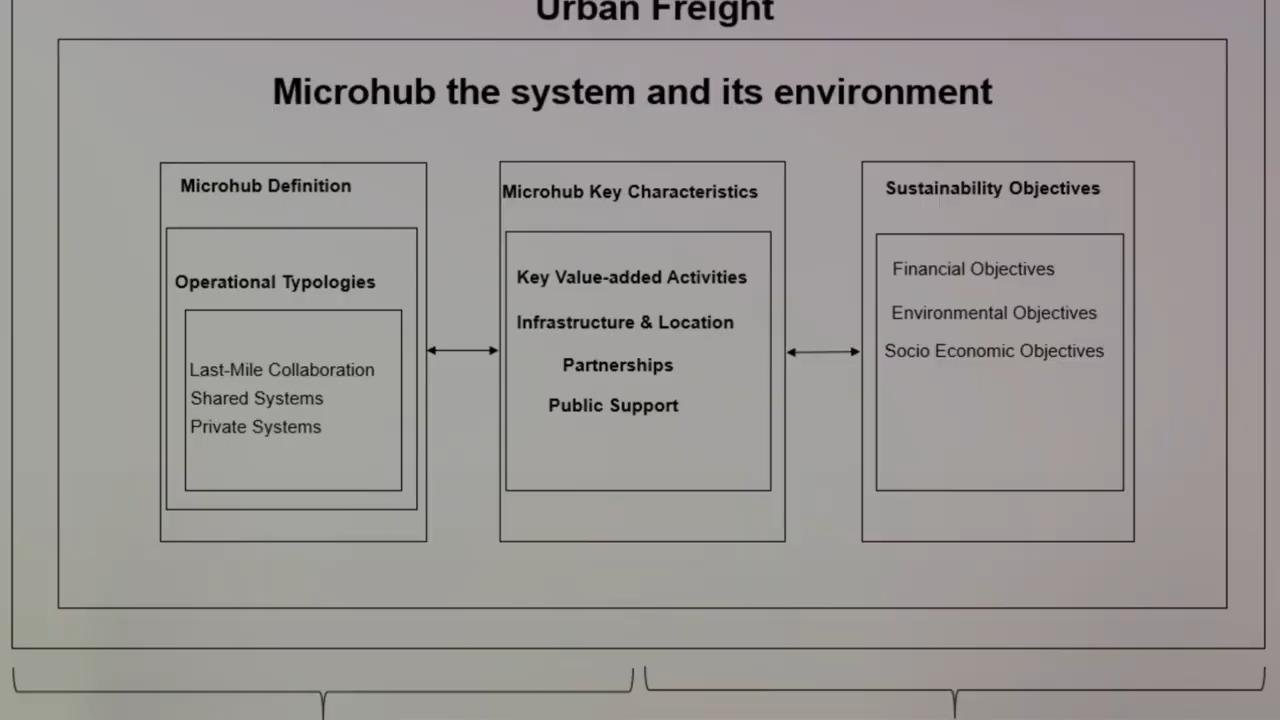 Urban Freight
Microhub the system and its environment
Microhub Definition
Operational Typologies
Last-Mile Collaboration
Shared Systems
Private Systems
Microhub Key Characteristics
Key Value-added Activities
Infrastructure & Location
Partnerships
Public Support
Sustainability Objectives
Financial Objectives
Environmental Objectives
Socio Economic Objectives